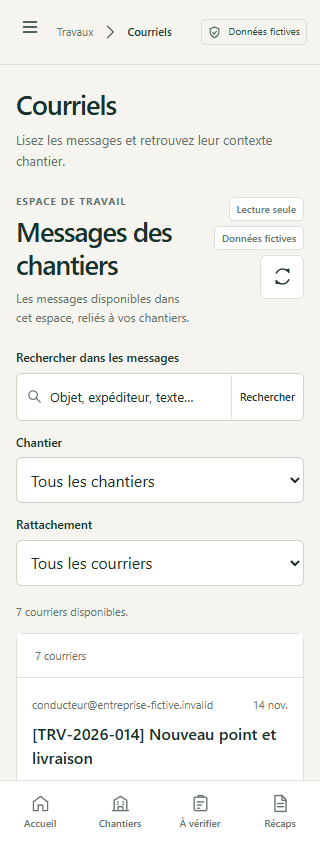 Travaux > Courriels
Données fictives
Courriels
Lisez les messages et retrouvez leur contexte
chantier.
ESPACE DE TRAVAIL
Lecture seule
Données fictives
Messages des
chantiers
Les messages disponibles dans
cet espace, reliés à vos chantiers.
Rechercher dans les messages
Objet, expéditeur, texte...
Rechercher
Chantier
Tous les chantiers
Rattachement
Tous les courriers
7 courriers disponibles.
7 courriers
conducteur@entreprise-fictive.invalid
14 nov.
[TRV-2026-014] Nouveau point et
livraison
Accueil
Chantiers
À vérifier
Récaps